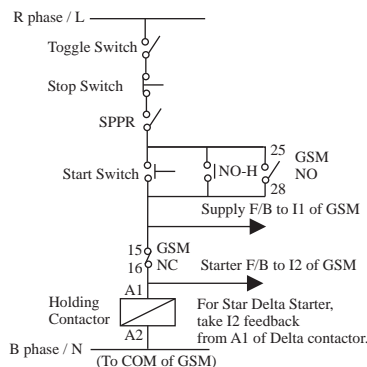 R phase / L
Toggle Switch
Stop Switch
SPPR
25
GSM
NO
Start Switch
NO-H
28
Supply F/B to I1 of GSM
15
GSM
16
NC
Starter F/B to I2 of GSM
A1
Holding
Contactor
For Star Delta Starter,
take I2 feedback
from A1 of Delta contactor.
A2
B phase / N
(To COM of GSM)